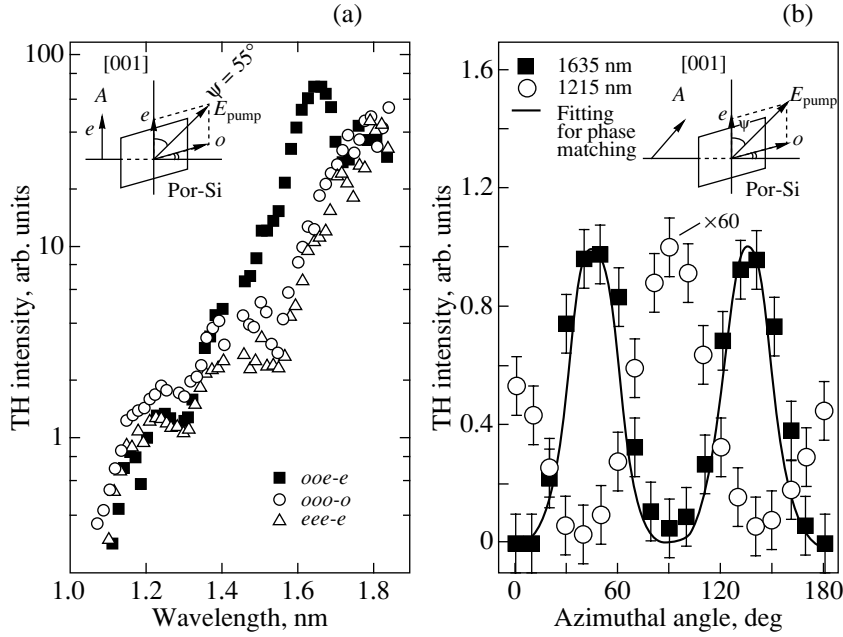 (a)
100
10
1
TH intensity, arb. units
1.0 1.2 1.4 1.6 1.8
Wavelength, nm
[001]
A
e
e
ψ = 55°
E pump
o
Por-Si
ooe-e
ooo-o
eee-e
(b)
1.6
1.2
0.8
0.4
0
TH intensity, arb. units
0 60 120 180
Azimuthal angle, deg
1635 nm
1215 nm
Fitting
for phase
matching
[001]
A
e
ψ
E pump
o
Por-Si
×60